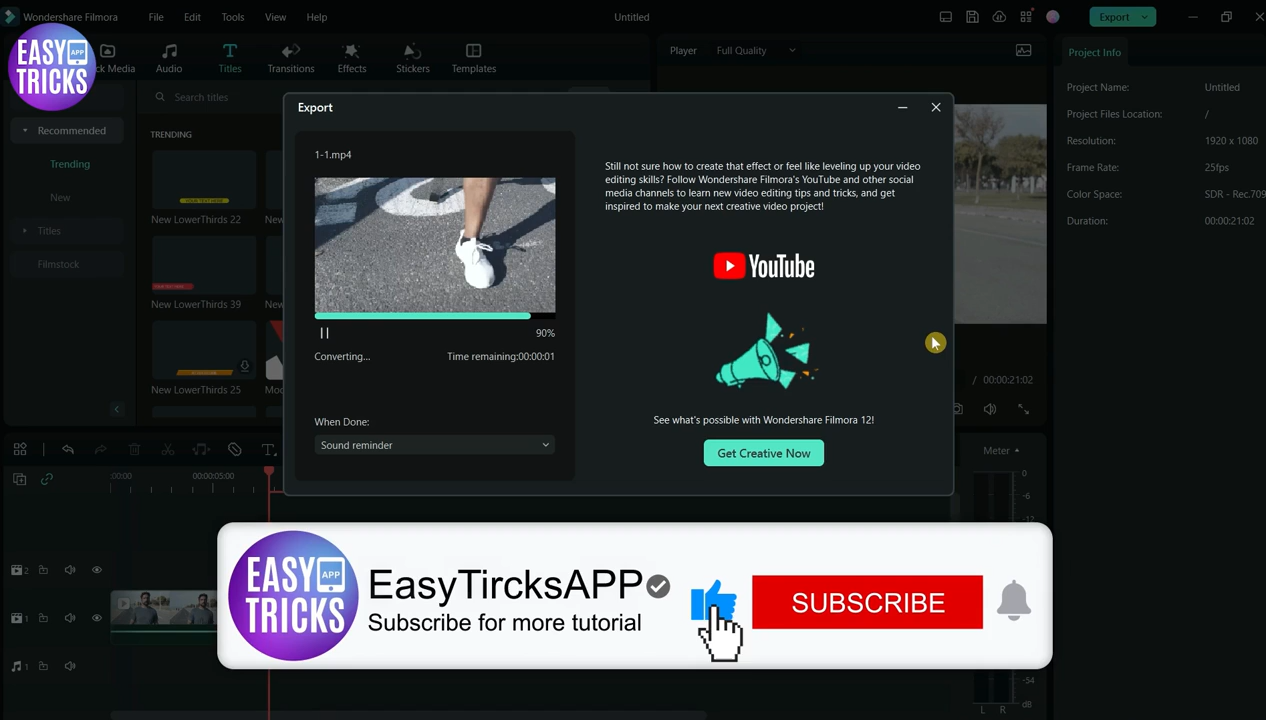 Wondershare Filmora
File
Edit
Tools
View
Help
Untitled
Export
EASY
APP
TRICKS
ck Media
Audio
Titles
Transitions
Effects
Stickers
Templates
Player
Full Quality
Project Info
Search titles
Project Name:
Untitled
Project Files Location:
/
Resolution:
1920 x 1080
Frame Rate:
25fps
Color Space:
SDR - Rec.709
Duration:
00:00:21:02
Recommended
Trending
New
Titles
Filmstock
TRENDING
New LowerThirds 22
New LowerThirds 39
New LowerThirds 25
Export
1-1.mp4
90%
Converting...
Time remaining:00:00:01
When Done:
Sound reminder
Still not sure how to create that effect or feel like leveling up your video
editing skills? Follow Wondershare Filmora's YouTube and other social
media channels to learn new video editing tips and tricks, and get
inspired to make your next creative video project!
YouTube
See what's possible with Wondershare Filmora 12!
Get Creative Now
/ 00:00:21:02
:00:00
00:00:05:00
Meter
0
-6
-54
dB
L R
2
1
1
EASY
APP
TRICKS
EasyTircksAPP
Subscribe for more tutorial
SUBSCRIBE